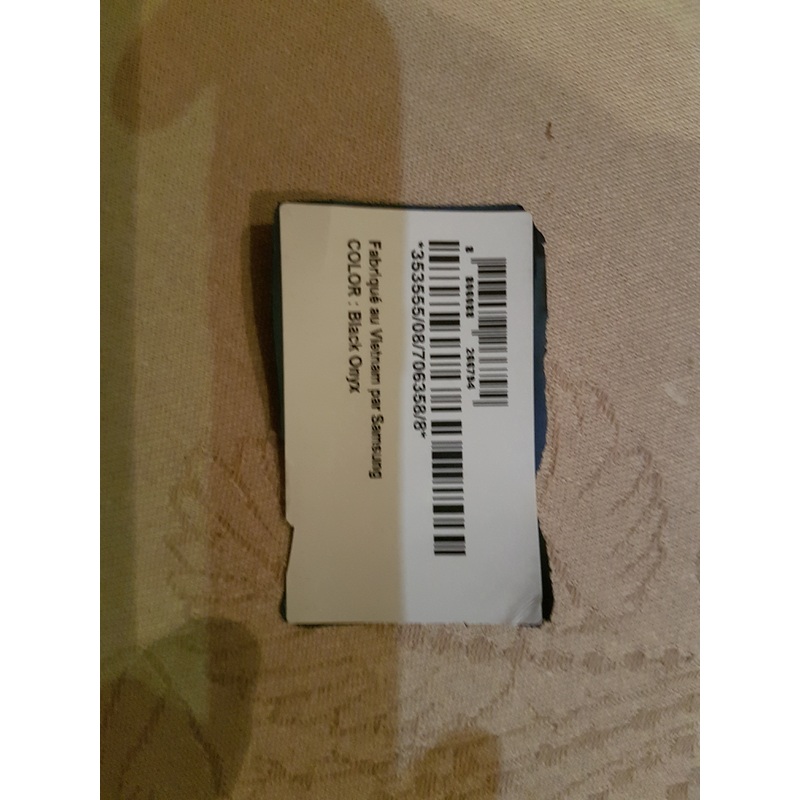 *353555/08/706358/8*
Fabriqué au Vietnam par Samsung
COLOR : Black Onyx